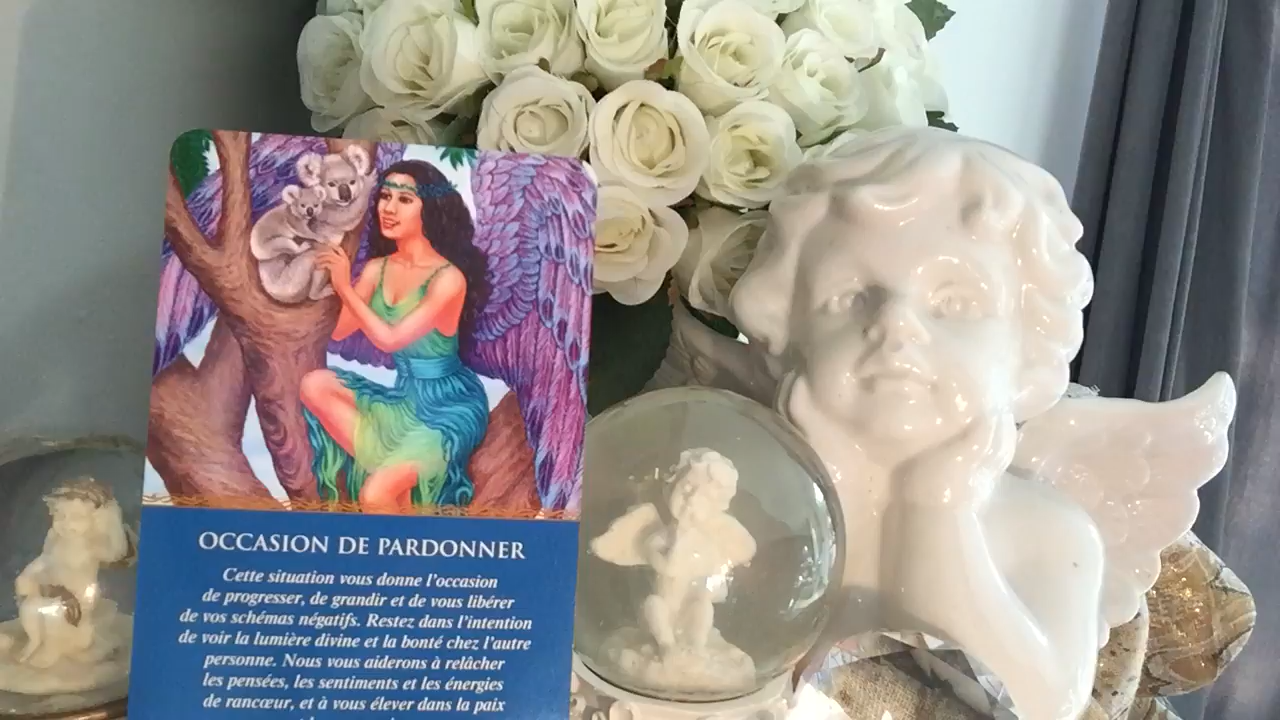 OCCASION DE PARDONNER
Cette situation vous donne l'occasion
de progresser, de grandir et de vous libérer
de vos schémas négatifs. Restez dans l'intention
de voir la lumière divine et la bonté chez l'autre
personne. Nous vous aiderons à relâcher
les pensées, les sentiments et les énergies
de rancœur, et à vous élever dans la paix